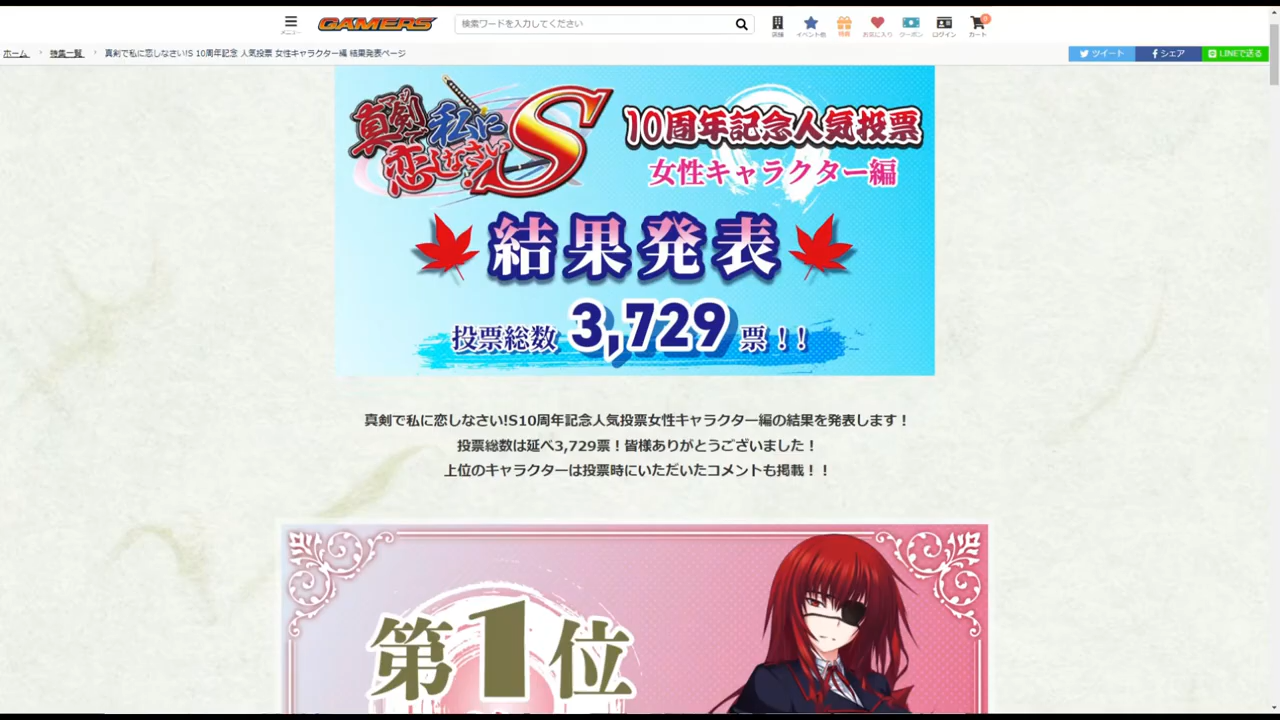 メニュー
GAMERS
検索ワードを入力してください
店舗
イベント他
特典
お気に入り
クーポン
ログイン
カート
0
ホーム
特集一覧
真剣で私に恋しなさい!S 10周年記念 人気投票 女性キャラクター編 結果発表ページ
ツイート
シェア
LINEで送る
真剣で私に恋しなさい!S
10周年記念人気投票
女性キャラクター編
結果発表
投票総数 3,729 票!!
真剣で私に恋しなさい!S10周年記念人気投票女性キャラクター編の結果を発表します!
投票総数は延べ3,729票!皆様ありがとうございました!
上位のキャラクターは投票時にいただいたコメントも掲載!!
第1位